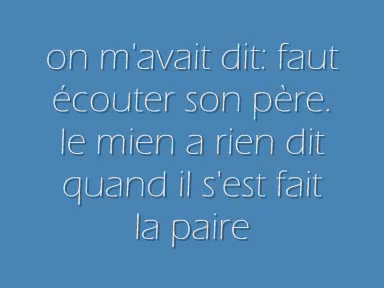 on m'avait dit: faut
écouter son père.
le mien a rien dit
quand il s'est fait
la paire